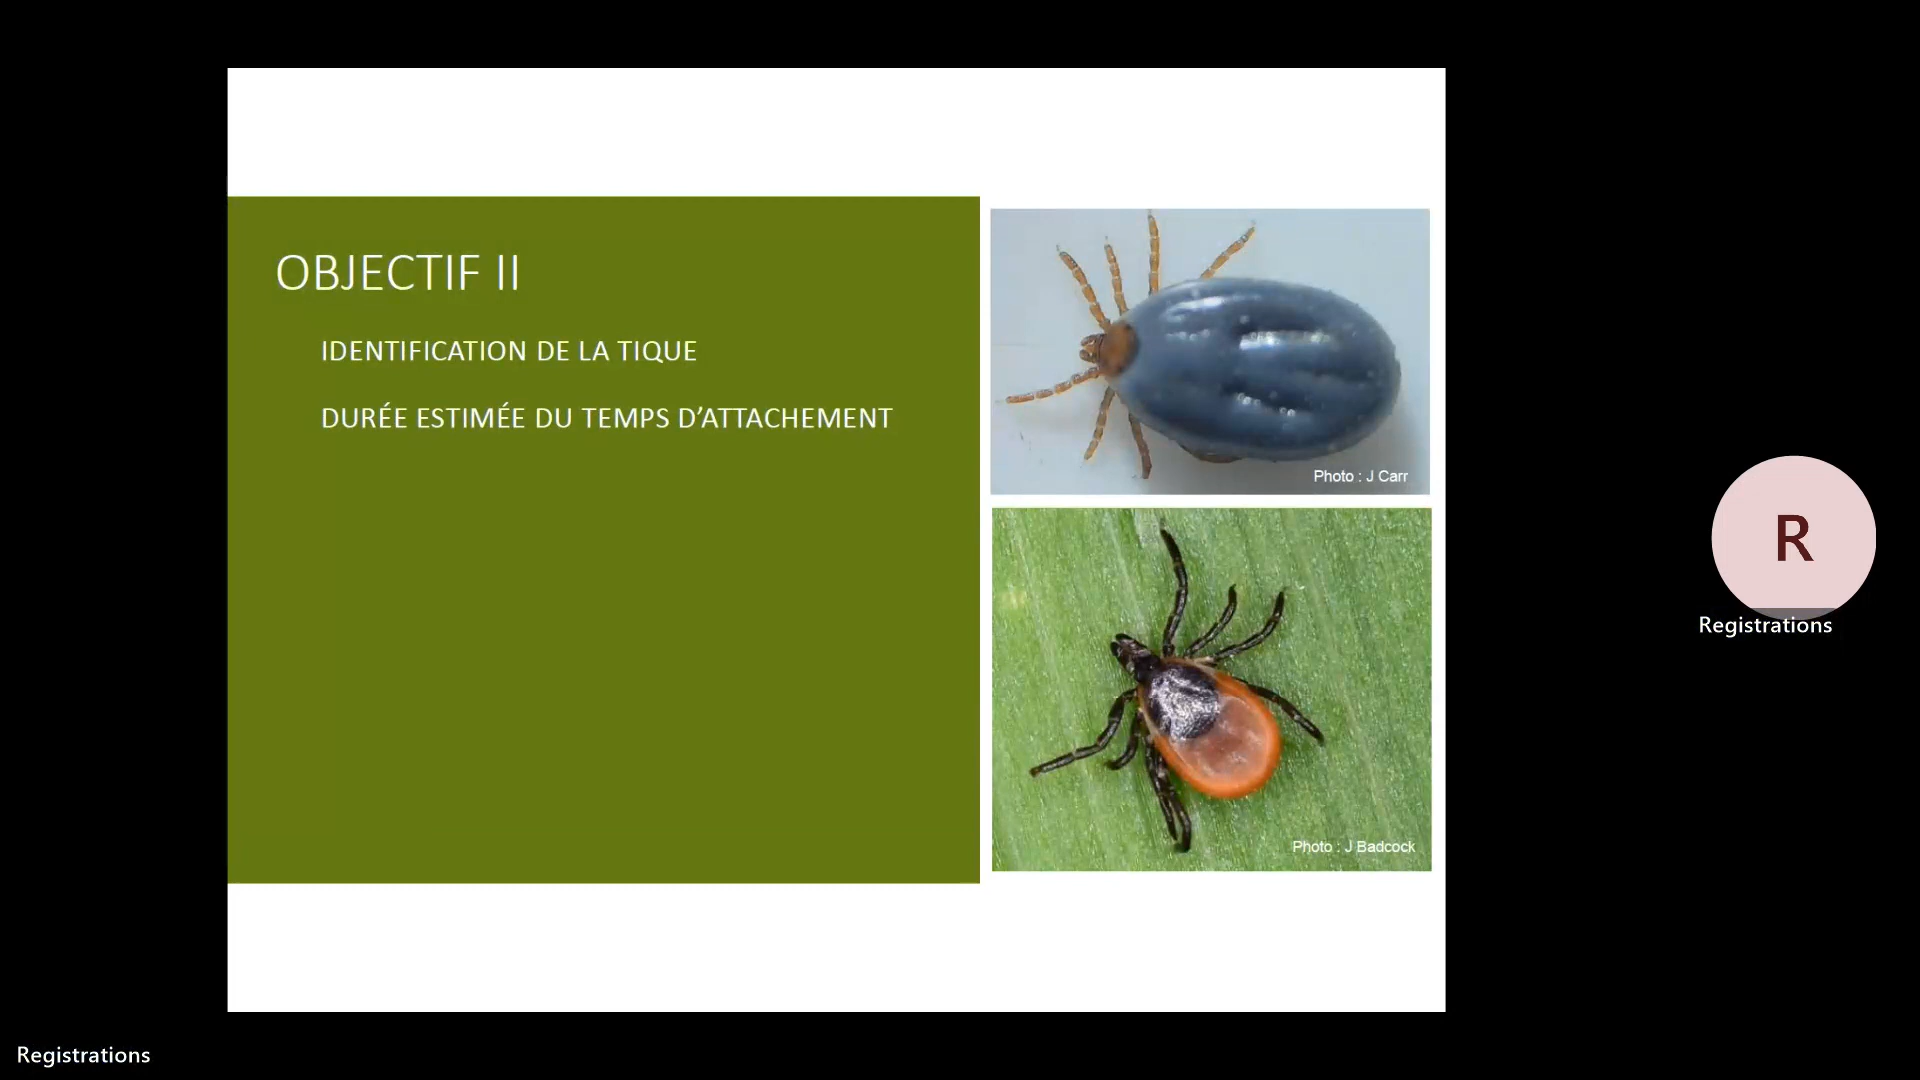 OBJECTIF II
IDENTIFICATION DE LA TIQUE
DURÉE ESTIMÉE DU TEMPS D’ATTACHEMENT
Photo : J Carr
Photo : J Badcock
R
Registrations
Registrations